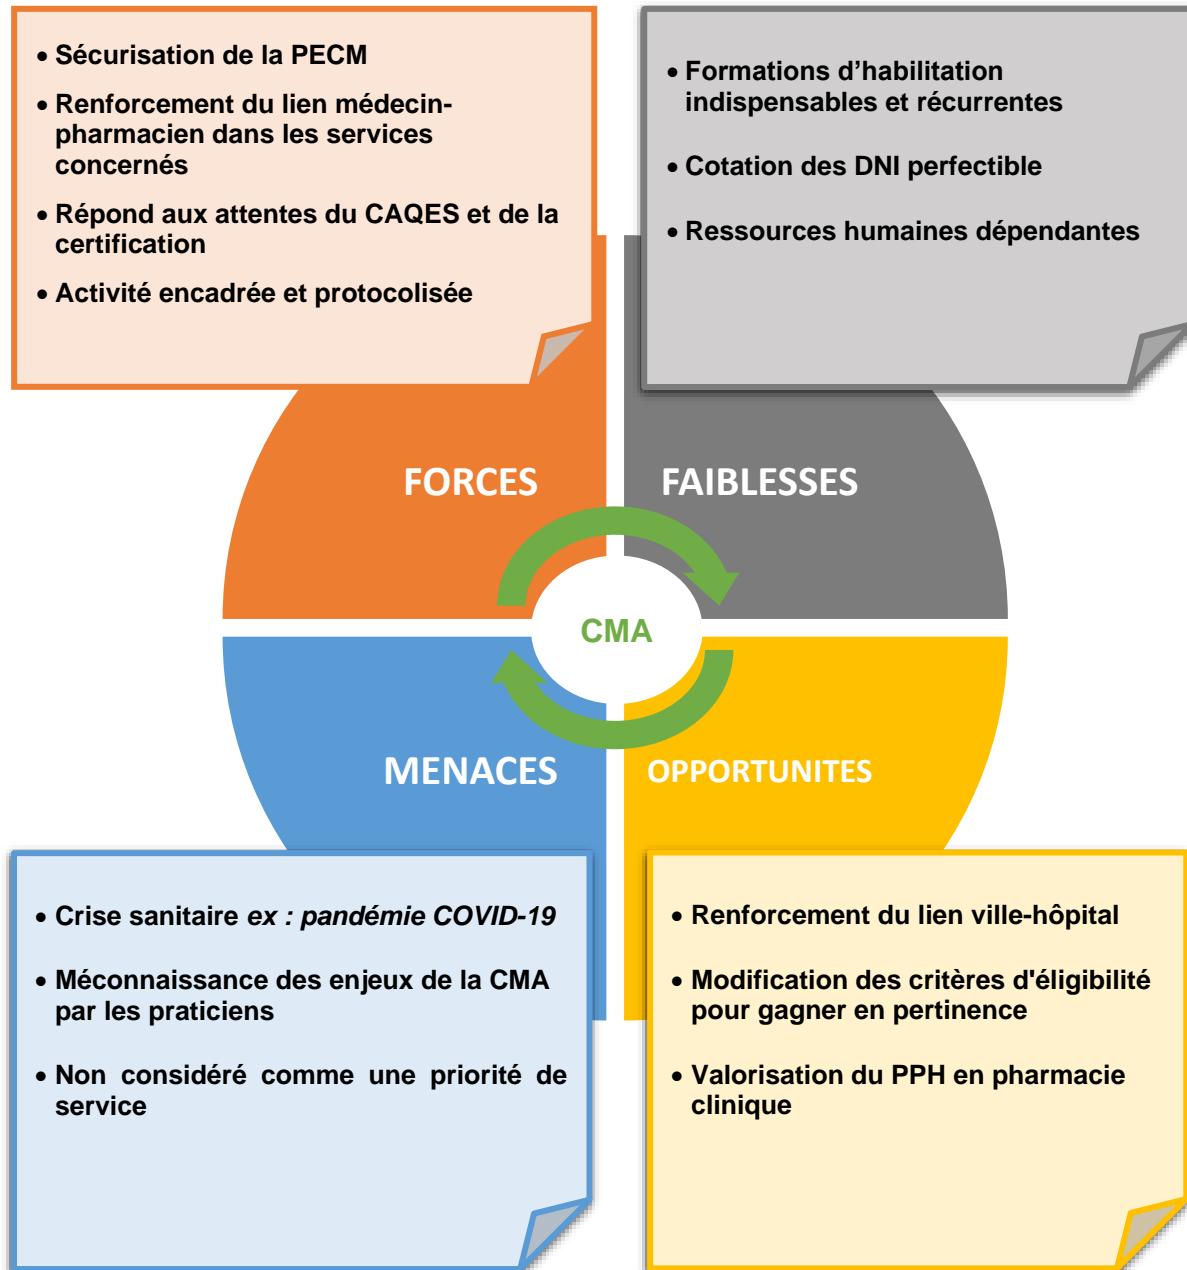 • Sécurisation de la PECM
• Renforcement du lien médecin-
pharmacien dans les services
concernés
• Répond aux attentes du CAQES et de la
certification
• Activité encadrée et protocolisée
• Formations d’habilitation
indispensables et récurrentes
• Cotation des DNI perfectible
• Ressources humaines dépendantes
FORCES
FAIBLESSES
CMA
MENACES
OPPORTUNITES
• Crise sanitaire ex : pandémie COVID-19
• Méconnaissance des enjeux de la CMA
par les praticiens
• Non considéré comme une priorité de
service
• Renforcement du lien ville-hôpital
• Modification des critères d'éligibilité
pour gagner en pertinence
• Valorisation du PPH en pharmacie
clinique